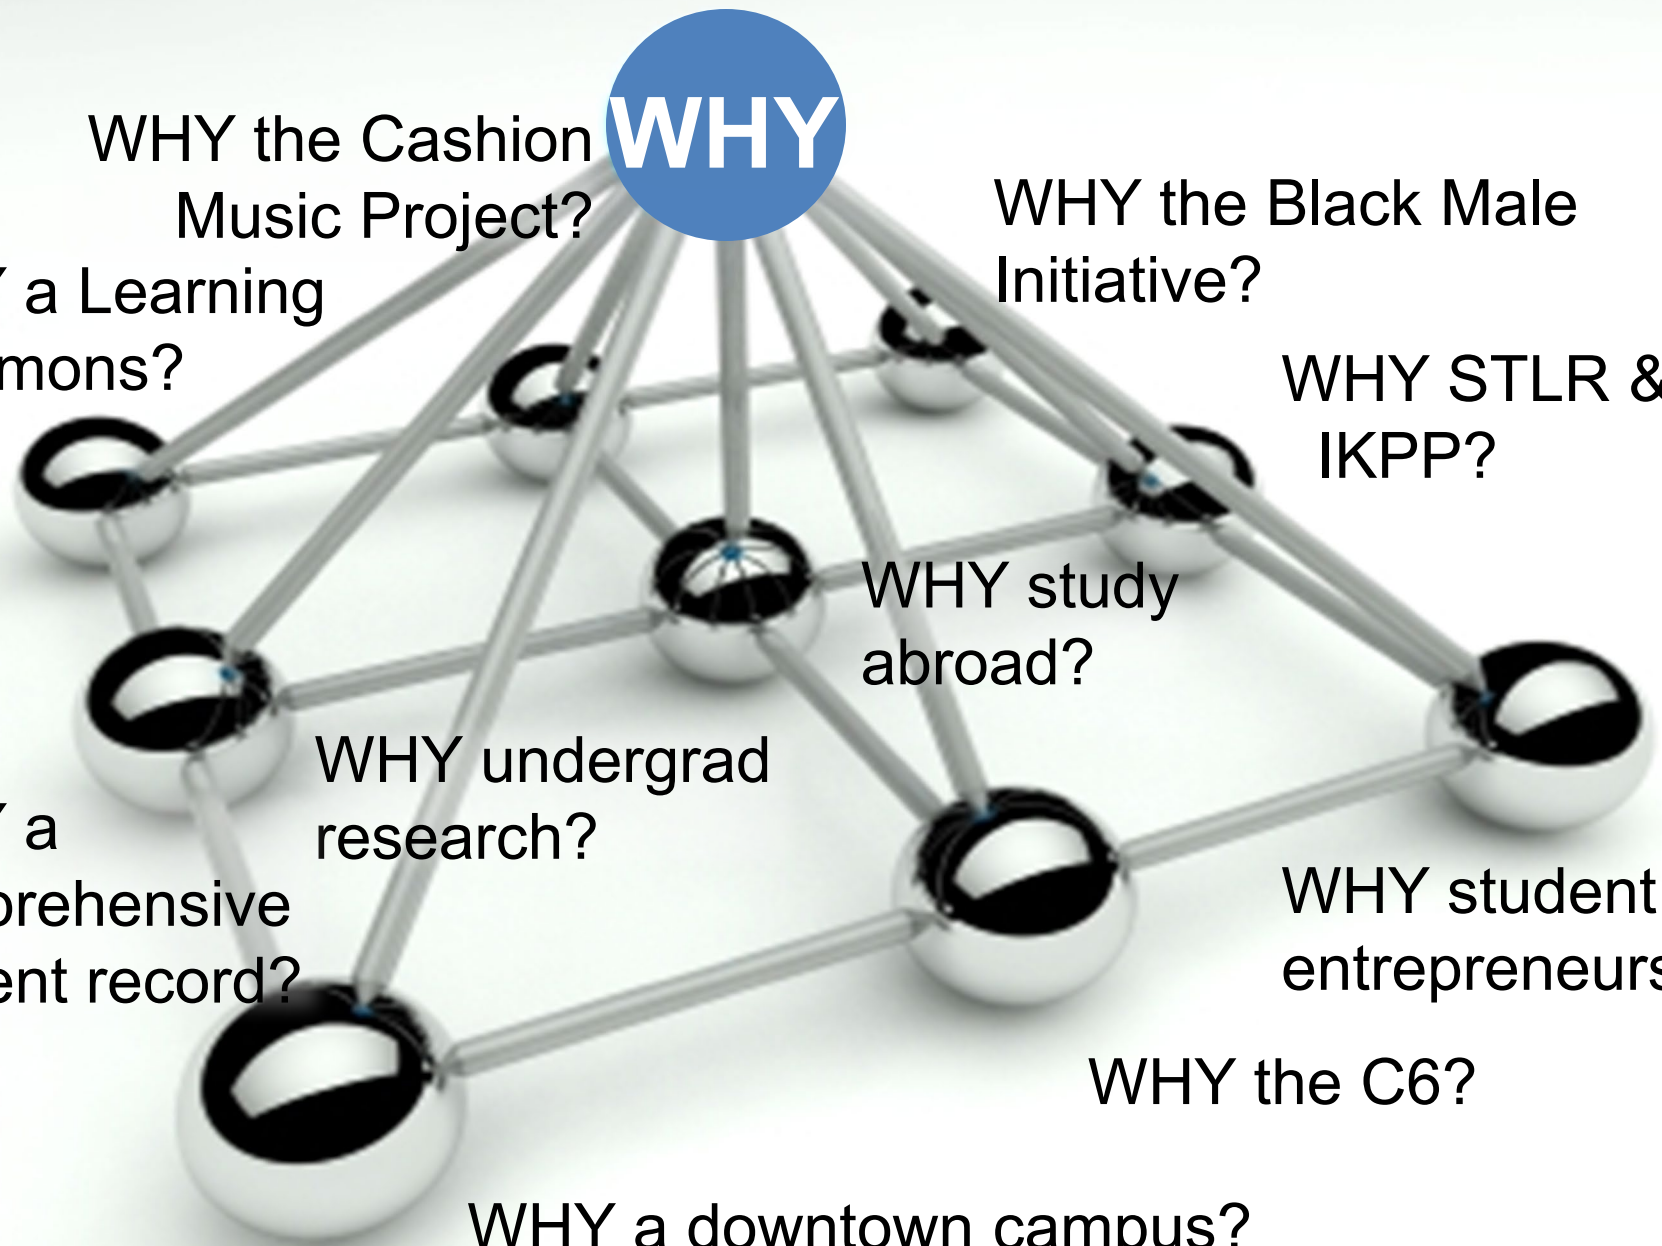 WHY
WHY the Cashion
Music Project?
WHY the Black Male
Initiative?
a Learning
mons?
WHY STLR &
IKPP?
WHY study
abroad?
WHY undergrad
research?
a
prehensive
ent record?
WHY student
entrepreneurs
WHY the C6?
WHY a downtown campus?